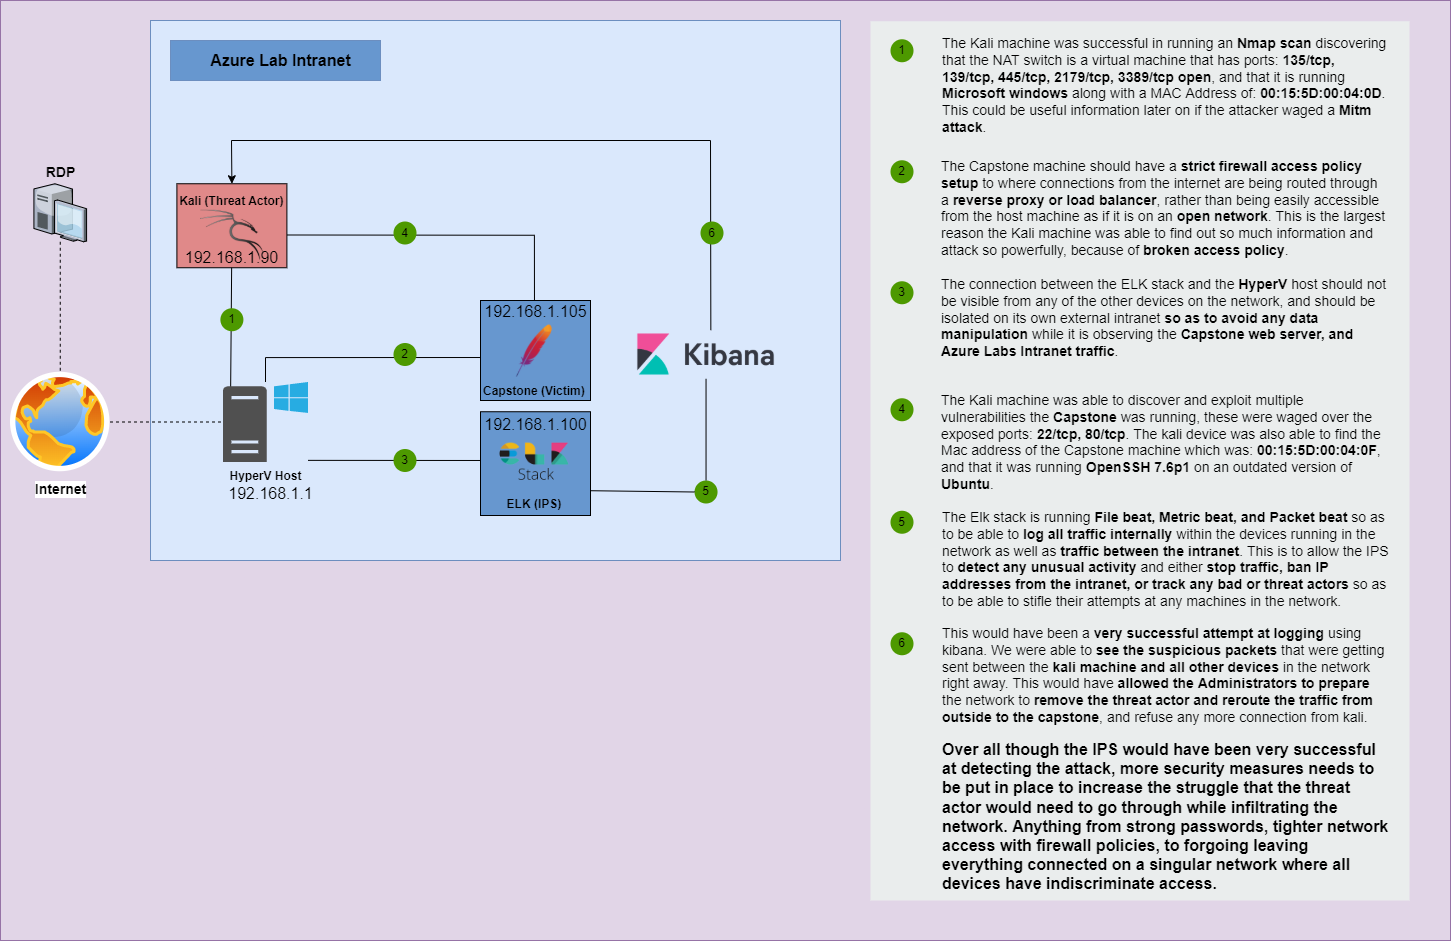 Azure Lab Intranet
RDP
Internet
Kali (Threat Actor)
192.168.1.90
4
6
1
2
3
5
192.168.1.105
Capstone (Victim)
192.168.1.100
Stack
ELK (IPS)
Kibana
HyperV Host
192.168.1.1
1
The Kali machine was successful in running an Nmap scan discovering
that the NAT switch is a virtual machine that has ports: 135/tcp,
139/tcp, 445/tcp, 2179/tcp, 3389/tcp open, and that it is running
Microsoft windows along with a MAC Address of: 00:15:5D:00:04:0D.
This could be useful information later on if the attacker waged a Mitm
attack.
2
The Capstone machine should have a strict firewall access policy
setup to where connections from the internet are being routed through
a reverse proxy or load balancer, rather than being easily accessible
from the host machine as if it is on an open network. This is the largest
reason the Kali machine was able to find out so much information and
attack so powerfully, because of broken access policy.
3
The connection between the ELK stack and the HyperV host should not
be visible from any of the other devices on the network, and should be
isolated on its own external intranet so as to avoid any data
manipulation while it is observing the Capstone web server, and
Azure Labs Intranet traffic.
4
The Kali machine was able to discover and exploit multiple
vulnerabilities the Capstone was running, these were waged over the
exposed ports: 22/tcp, 80/tcp. The kali device was also able to find the
Mac address of the Capstone machine which was: 00:15:5D:00:04:0F,
and that it was running OpenSSH 7.6p1 on an outdated version of
Ubuntu.
5
The Elk stack is running File beat, Metric beat, and Packet beat so as
to be able to log all traffic internally within the devices running in the
network as well as traffic between the intranet. This is to allow the IPS
to detect any unusual activity and either stop traffic, ban IP
addresses from the intranet, or track any bad or threat actors so as
to be able to stifle their attempts at any machines in the network.
6
This would have been a very successful attempt at logging using
kibana. We were able to see the suspicious packets that were getting
sent between the kali machine and all other devices in the network
right away. This would have allowed the Administrators to prepare
the network to remove the threat actor and reroute the traffic from
outside to the capstone, and refuse any more connection from kali.
Over all though the IPS would have been very successful
at detecting the attack, more security measures needs to
be put in place to increase the struggle that the threat
actor would need to go through while infiltrating the
network. Anything from strong passwords, tighter network
access with firewall policies, to forgoing leaving
everything connected on a singular network where all
devices have indiscriminate access.